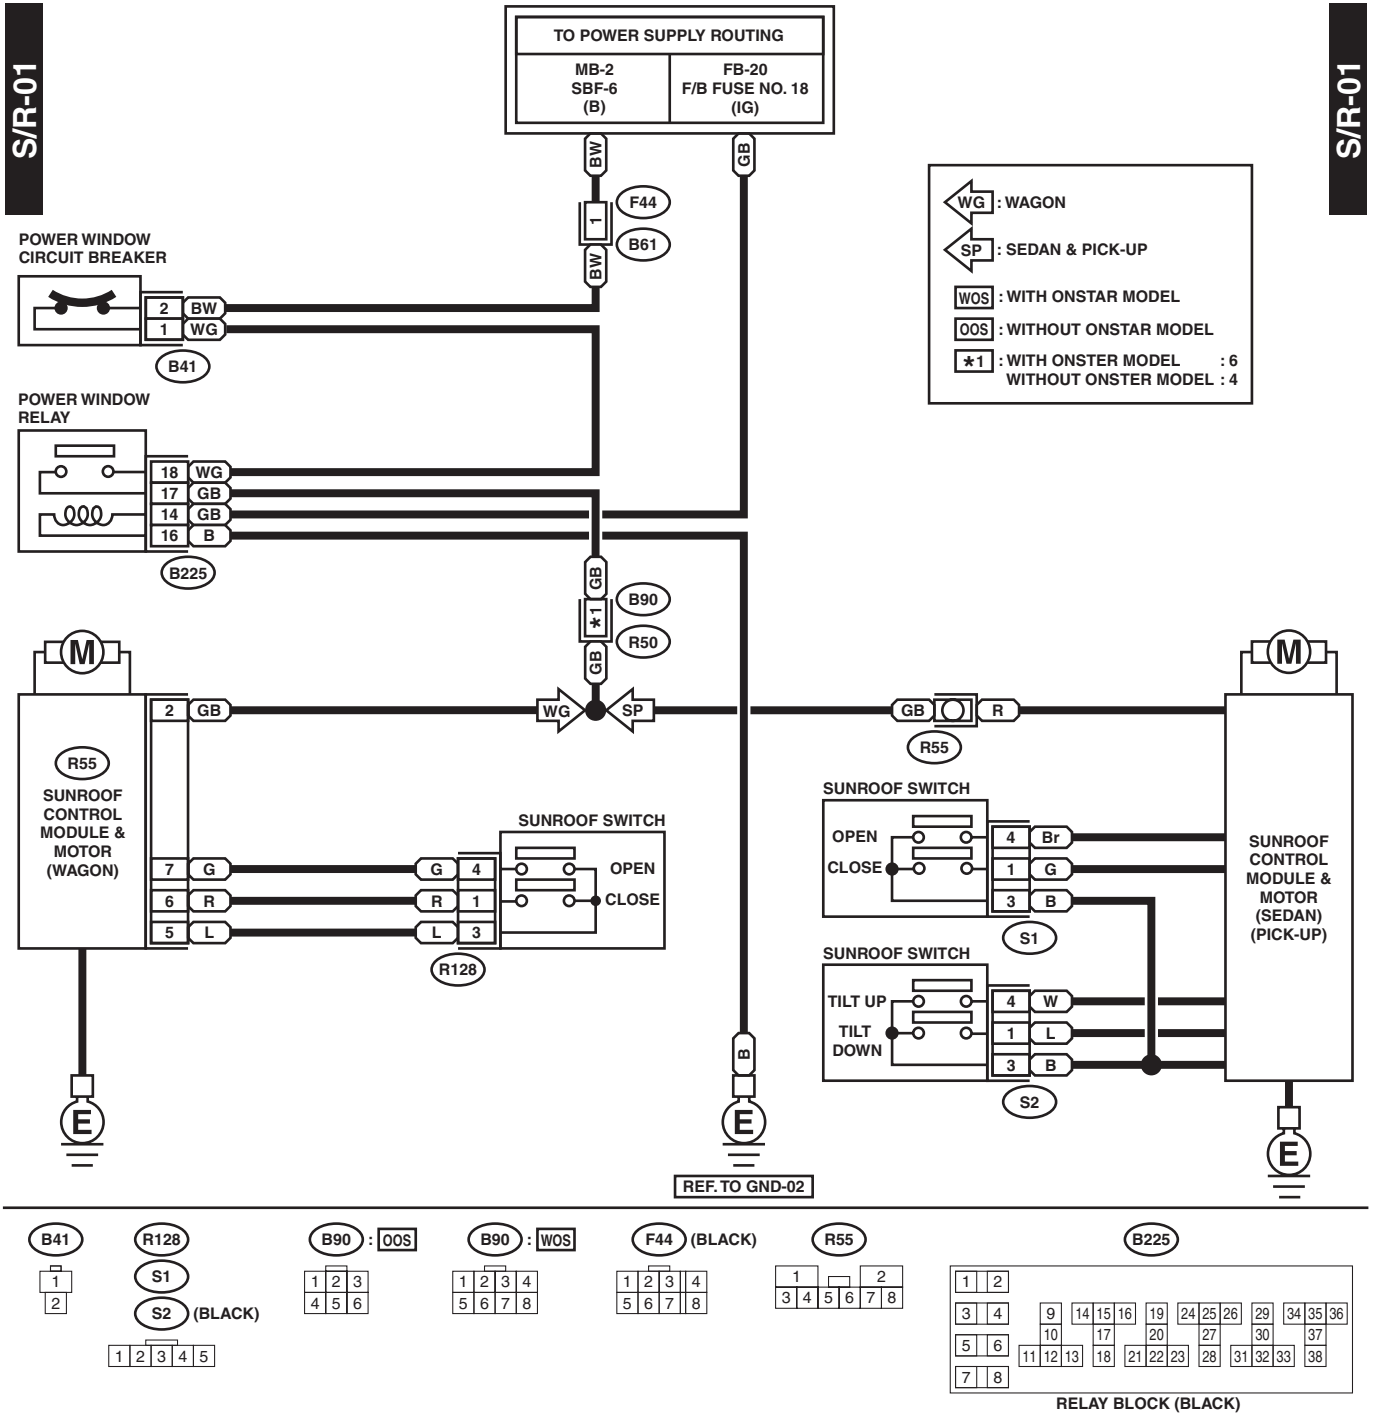 S/R-01
S/R-01
TO POWER SUPPLY ROUTING
MB-2
SBF-6
(B)
FB-20
F/B FUSE NO. 18
(IG)
BW
GB
1
F44
B61
BW
WG : WAGON
SP : SEDAN & PICK-UP
WOS : WITH ONSTAR MODEL
OOS : WITHOUT ONSTAR MODEL
*1 : WITH ONSTER MODEL : 6
WITHOUT ONSTER MODEL : 4
POWER WINDOW
CIRCUIT BREAKER
2 BW
1 WG
B41
POWER WINDOW
RELAY
18 WG
17 GB
14 GB
16 B
B225
GB
*1
B90
R50
GB
M
M
2 GB
WG
SP
GB
R
R55
R55
SUNROOF
CONTROL
MODULE &
MOTOR
(WAGON)
7 G
6 R
5 L
G 4
R 1
L 3
SUNROOF SWITCH
OPEN
CLOSE
R128
SUNROOF SWITCH
OPEN
CLOSE
4 Br
1 G
3 B
S1
SUNROOF SWITCH
TILT UP
TILT
DOWN
4 W
1 L
3 B
S2
SUNROOF
CONTROL
MODULE &
MOTOR
(SEDAN)
(PICK-UP)
B
E
E
E
REF. TO GND-02
B41
1
2
R128
S1
S2 (BLACK)
1 2 3 4 5
B90 : OOS
1 2 3
4 5 6
B90 : WOS
1 2 3 4
5 6 7 8
F44 (BLACK)
1 2 3 4
5 6 7 8
R55
1 2
3 4 5 6 7 8
B225
1 2
3 4 9 14 15 16 19 24 25 26 29 34 35 36
10 17 20 27 30 37
5 6 11 12 13 18 21 22 23 28 31 32 33 38
7 8
RELAY BLOCK (BLACK)